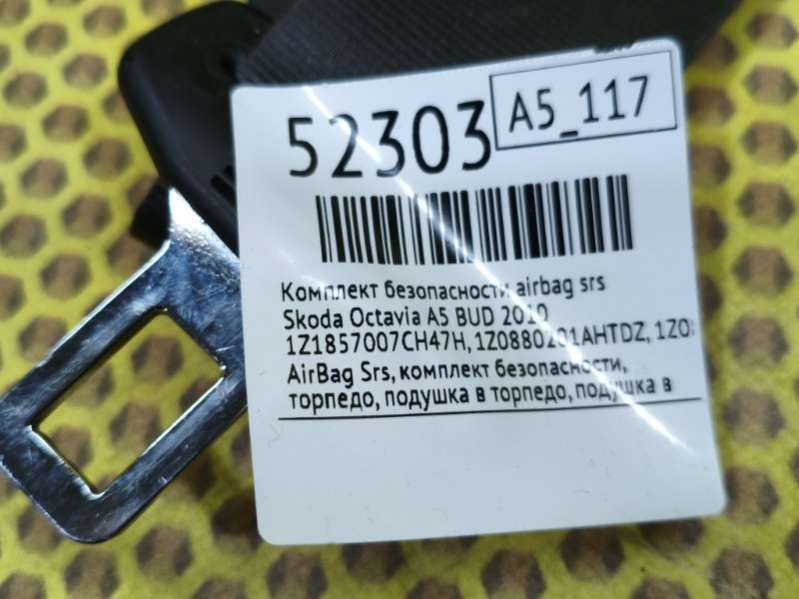 52303
A5_117
Комплект безопасности airbag srs
Skoda Octavia A5 BUD 2010
1Z1857007CH47H, 1Z0880201AHTDZ, 1Z08
AirBag Srs, комплект безопасности,
торпедо, подушка в торпедо, подушка в